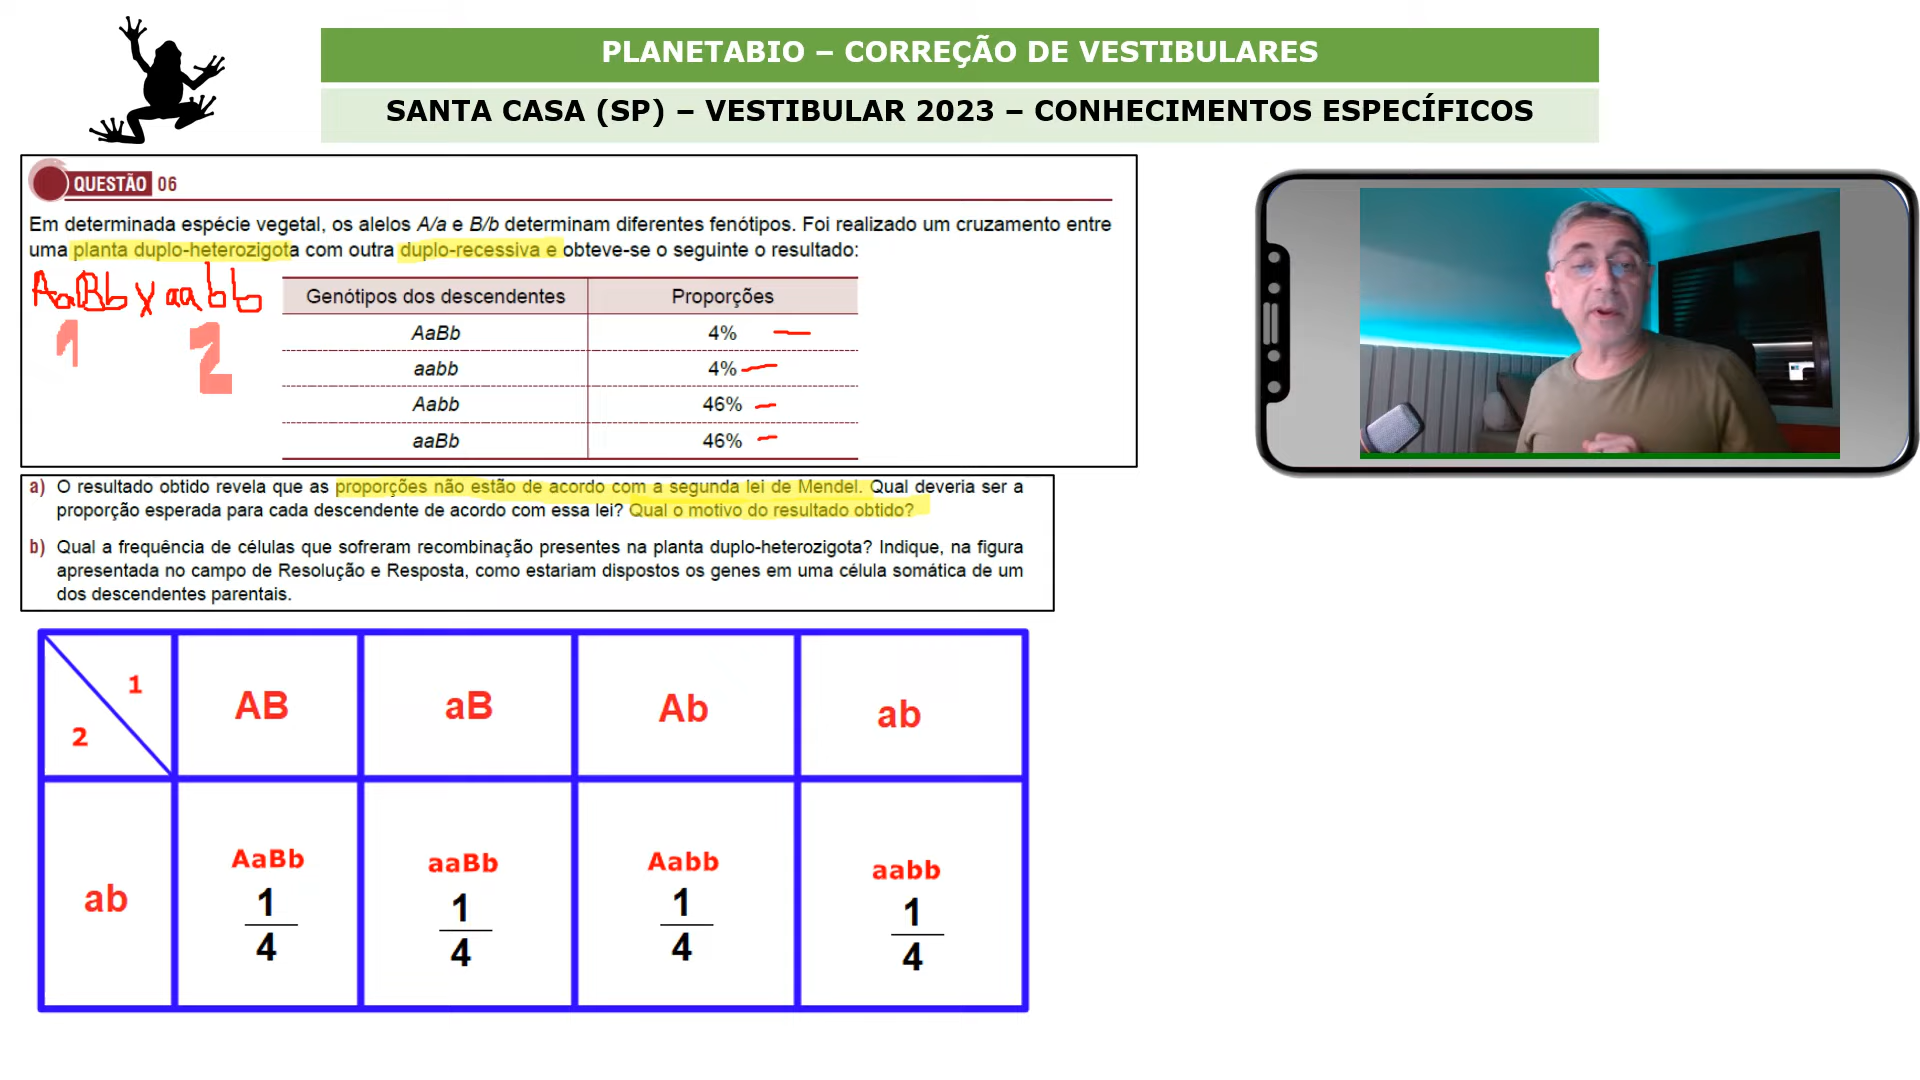 PLANETABIO – CORREÇÃO DE VESTIBULARES
SANTA CASA (SP) – VESTIBULAR 2023 – CONHECIMENTOS ESPECÍFICOS
QUESTÃO 06
Em determinada espécie vegetal, os alelos A/a e B/b determinam diferentes fenótipos. Foi realizado um cruzamento entre
uma planta duplo-heterozigota com outra duplo-recessiva e obteve-se o seguinte o resultado:
AaBb x aabb
1 2
Genótipos dos descendentes Proporções
AaBb 4%
aabb 4%
Aabb 46%
aaBb 46%
a) O resultado obtido revela que as proporções não estão de acordo com a segunda lei de Mendel. Qual deveria ser a
proporção esperada para cada descendente de acordo com essa lei? Qual o motivo do resultado obtido?
b) Qual a frequência de células que sofreram recombinação presentes na planta duplo-heterozigota? Indique, na figura
apresentada no campo de Resolução e Resposta, como estariam dispostos os genes em uma célula somática de um
dos descendentes parentais.
1
2
AB aB Ab ab
ab
AaBb aaBb Aabb aabb
1 1 1 1
4 4 4 4